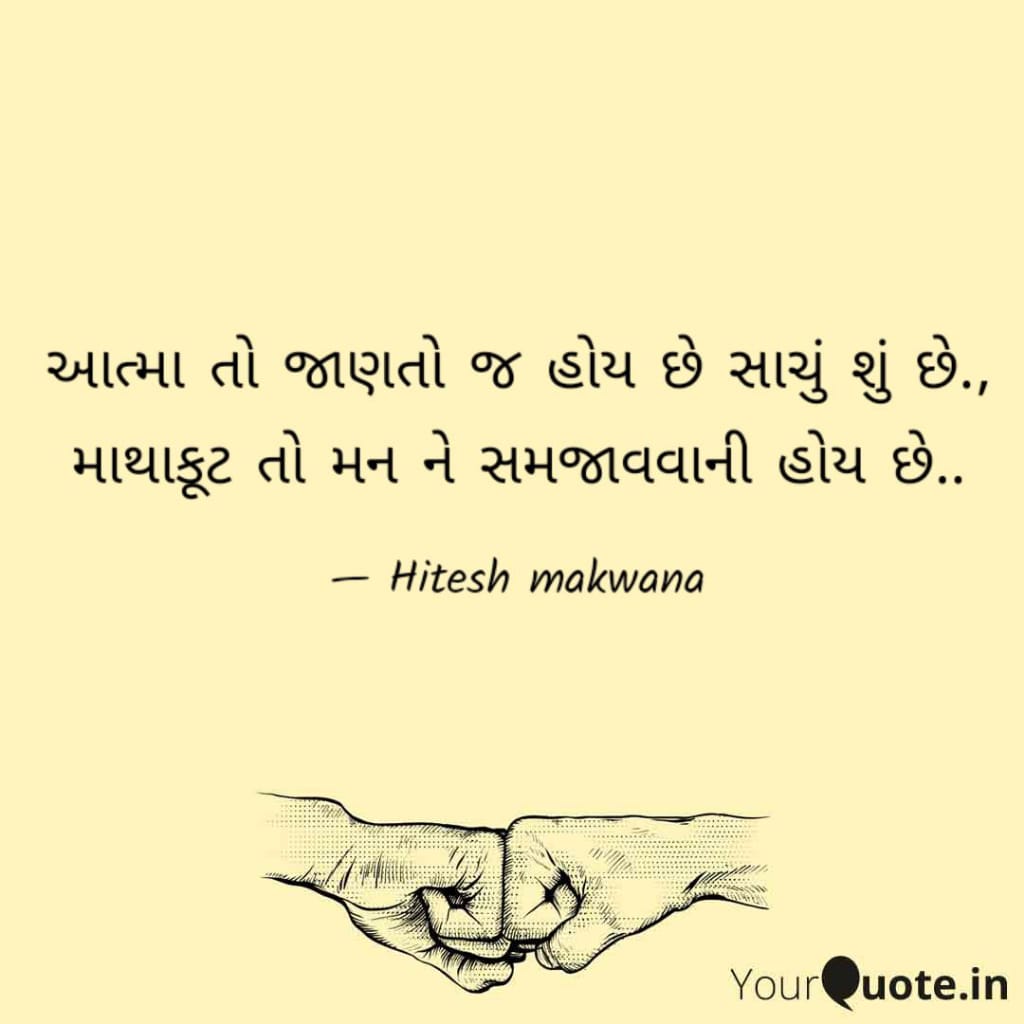 આત્મા તો જાણતો જ હોય છે સાચું શું છે.,
માથાકૂટ તો મન ને સમજાવવાની હોય છે..
— Hitesh makwana
YourQuote.in